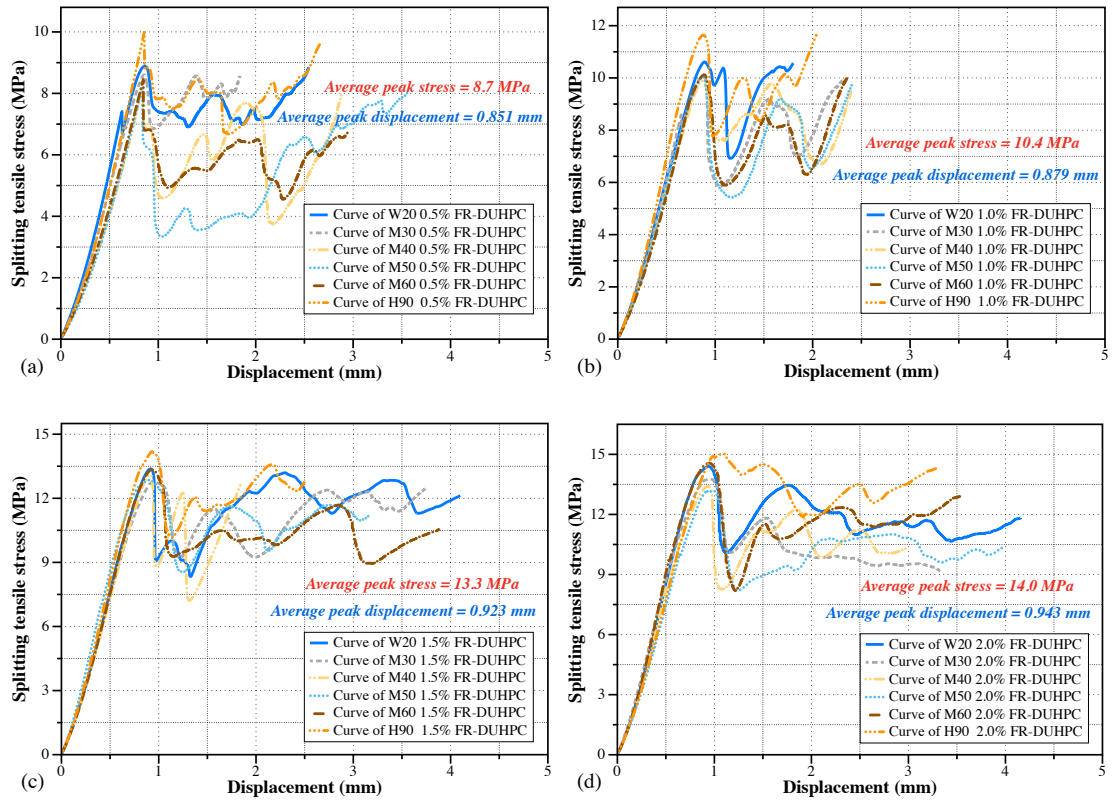 Splitting tensile stress (MPa)
10
8
6
4
2
0
Average peak stress = 8.7 MPa
Average peak displacement = 0.851 mm
Curve of W20 0.5% FR-DUHPC
Curve of M30 0.5% FR-DUHPC
Curve of M40 0.5% FR-DUHPC
Curve of M50 0.5% FR-DUHPC
Curve of M60 0.5% FR-DUHPC
Curve of H90 0.5% FR-DUHPC
0 1 2 3 4 5
(a) Displacement (mm)
Splitting tensile stress (MPa)
12
10
8
6
4
2
0
Average peak stress = 10.4 MPa
Average peak displacement = 0.879 mm
Curve of W20 1.0% FR-DUHPC
Curve of M30 1.0% FR-DUHPC
Curve of M40 1.0% FR-DUHPC
Curve of M50 1.0% FR-DUHPC
Curve of M60 1.0% FR-DUHPC
Curve of H90 1.0% FR-DUHPC
0 1 2 3 4 5
(b) Displacement (mm)
Splitting tensile stress (MPa)
15
12
9
6
3
0
Average peak stress = 13.3 MPa
Average peak displacement = 0.923 mm
Curve of W20 1.5% FR-DUHPC
Curve of M30 1.5% FR-DUHPC
Curve of M40 1.5% FR-DUHPC
Curve of M50 1.5% FR-DUHPC
Curve of M60 1.5% FR-DUHPC
Curve of H90 1.5% FR-DUHPC
0 1 2 3 4 5
(c) Displacement (mm)
Splitting tensile stress (MPa)
15
12
9
6
3
0
Average peak stress = 14.0 MPa
Average peak displacement = 0.943 mm
Curve of W20 2.0% FR-DUHPC
Curve of M30 2.0% FR-DUHPC
Curve of M40 2.0% FR-DUHPC
Curve of M50 2.0% FR-DUHPC
Curve of M60 2.0% FR-DUHPC
Curve of H90 2.0% FR-DUHPC
0 1 2 3 4 5
(d) Displacement (mm)